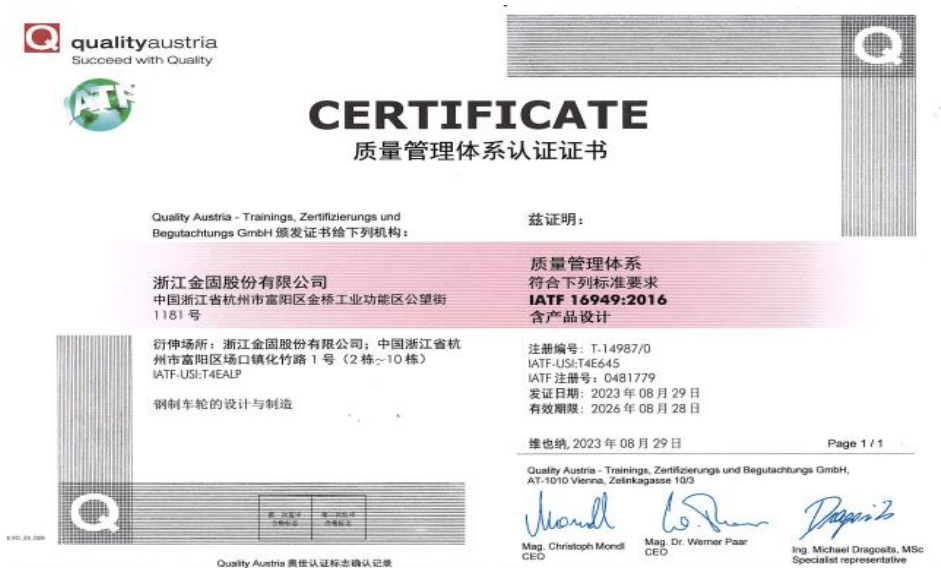 Q qualityaustria
Succeed with Quality
IATF
Q
CERTIFICATE
质量管理体系认证证书
Quality Austria - Trainings, Zertifizierungs und
Begutachtungs GmbH 颁发证书给下列机构：
浙江金固股份有限公司
中国浙江省杭州市富阳区金桥工业功能区公望街
1181 号
衍伸场所：浙江金固股份有限公司；中国浙江省杭
州市富阳区场口镇化竹路 1 号（2 栋~10 栋）
IATF-USI:T4EALP
钢制车轮的设计与制造
兹证明：
质量管理体系
符合下列标准要求
IATF 16949:2016
含产品设计
注册编号：T-14987/0
IATF-USI:T4E645
IATF 注册号：0481779
发证日期：2023 年 08 月 29 日
有效期限：2026 年 08 月 28 日
维也纳, 2023 年 08 月 29 日
Page 1 / 1
Quality Austria - Trainings, Zertifizierungs und Begutachtungs GmbH,
AT-1010 Vienna, Zelinkagasse 10/3
Mag. Christoph Mondl
CEO
Mag. Dr. Werner Paar
CEO
Ing. Michael Dragosits, MSc
Specialist representative
Q
Quality Austria 奥世认证标志确认记录